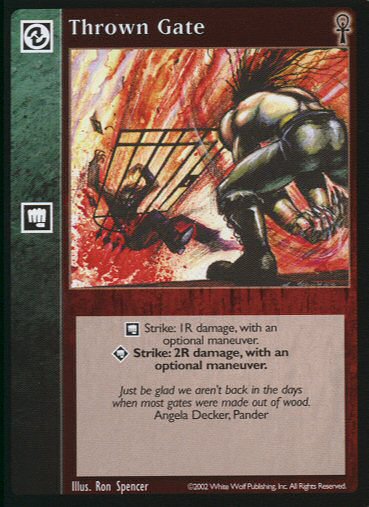 Thrown Gate
Strike: 1R damage, with an
optional maneuver.
Strike: 2R damage, with an
optional maneuver.
Just be glad we aren't back in the days
when most gates were made out of wood.
Angela Decker, Pander
Illus. Ron Spencer
©2002 White Wolf Publishing, Inc. All Rights Reserved.